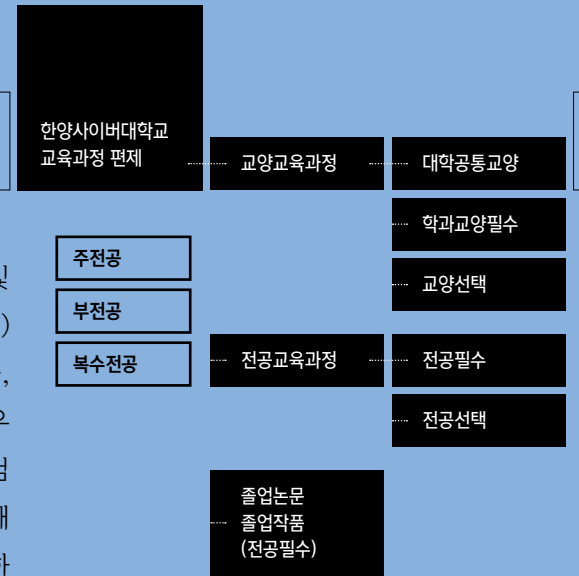 한양사이버대학교
교육과정 편제
교양교육과정
대학공통교양
학과교양필수
교양선택
주전공
부전공
복수전공
전공교육과정
전공필수
전공선택
졸업논문
졸업작품
(전공필수)
및
)
,